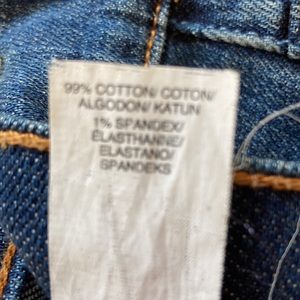 99% COTTON/ COTON/
ALGODON/ KATUN
1% SPANDEX/
ELASTHANNE/
ELASTANO/
SPANDEKS